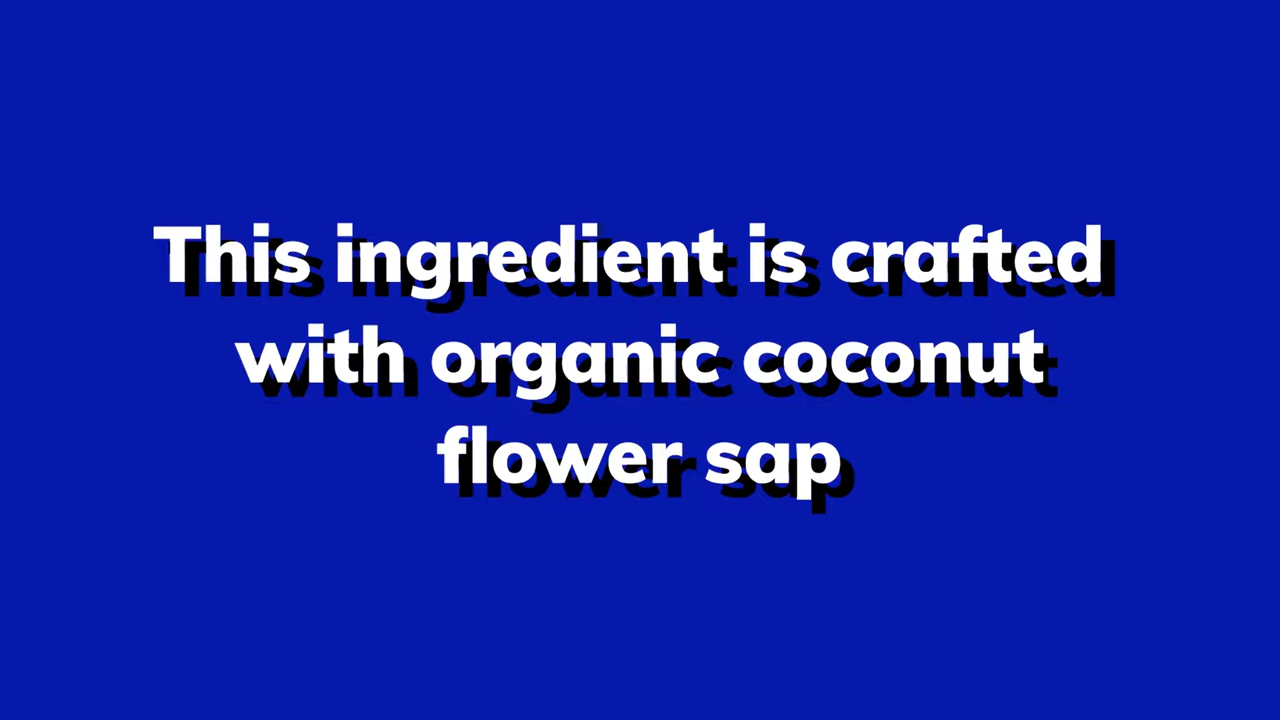 This ingredient is crafted
with organic coconut
flower sap